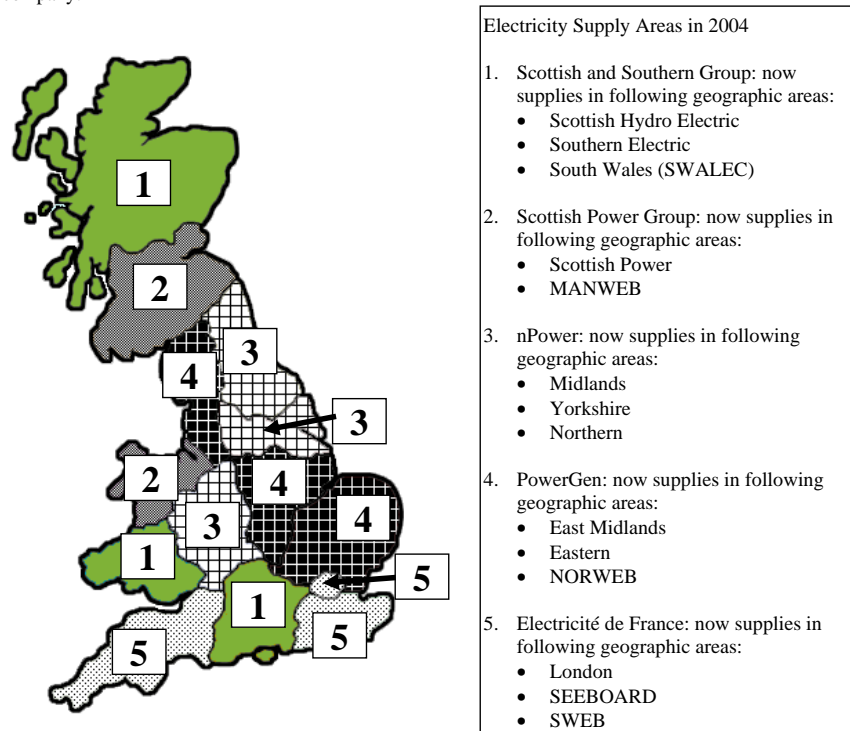 1
2
3
4
3
2
4
4
3
1
5
1
5
5
Electricity Supply Areas in 2004
1. Scottish and Southern Group: now
supplies in following geographic areas:
• Scottish Hydro Electric
• Southern Electric
• South Wales (SWALEC)
2. Scottish Power Group: now supplies in
following geographic areas:
• Scottish Power
• MANWEB
3. nPower: now supplies in following
geographic areas:
• Midlands
• Yorkshire
• Northern
4. PowerGen: now supplies in following
geographic areas:
• East Midlands
• Eastern
• NORWEB
5. Electricité de France: now supplies in
following geographic areas:
• London
• SEEBOARD
• SWEB